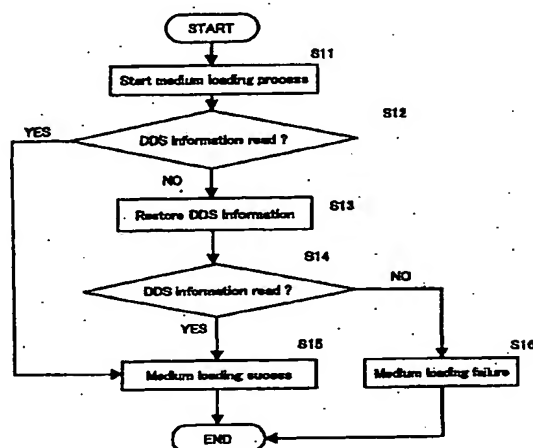 START
S11
Start medium loading process
S12
YES
DDS information read ?
NO
S13
Restore DDS information
S14
DDS information read ?
NO
YES
S15
S16
Medium loading sucess
Medium loading failure
END